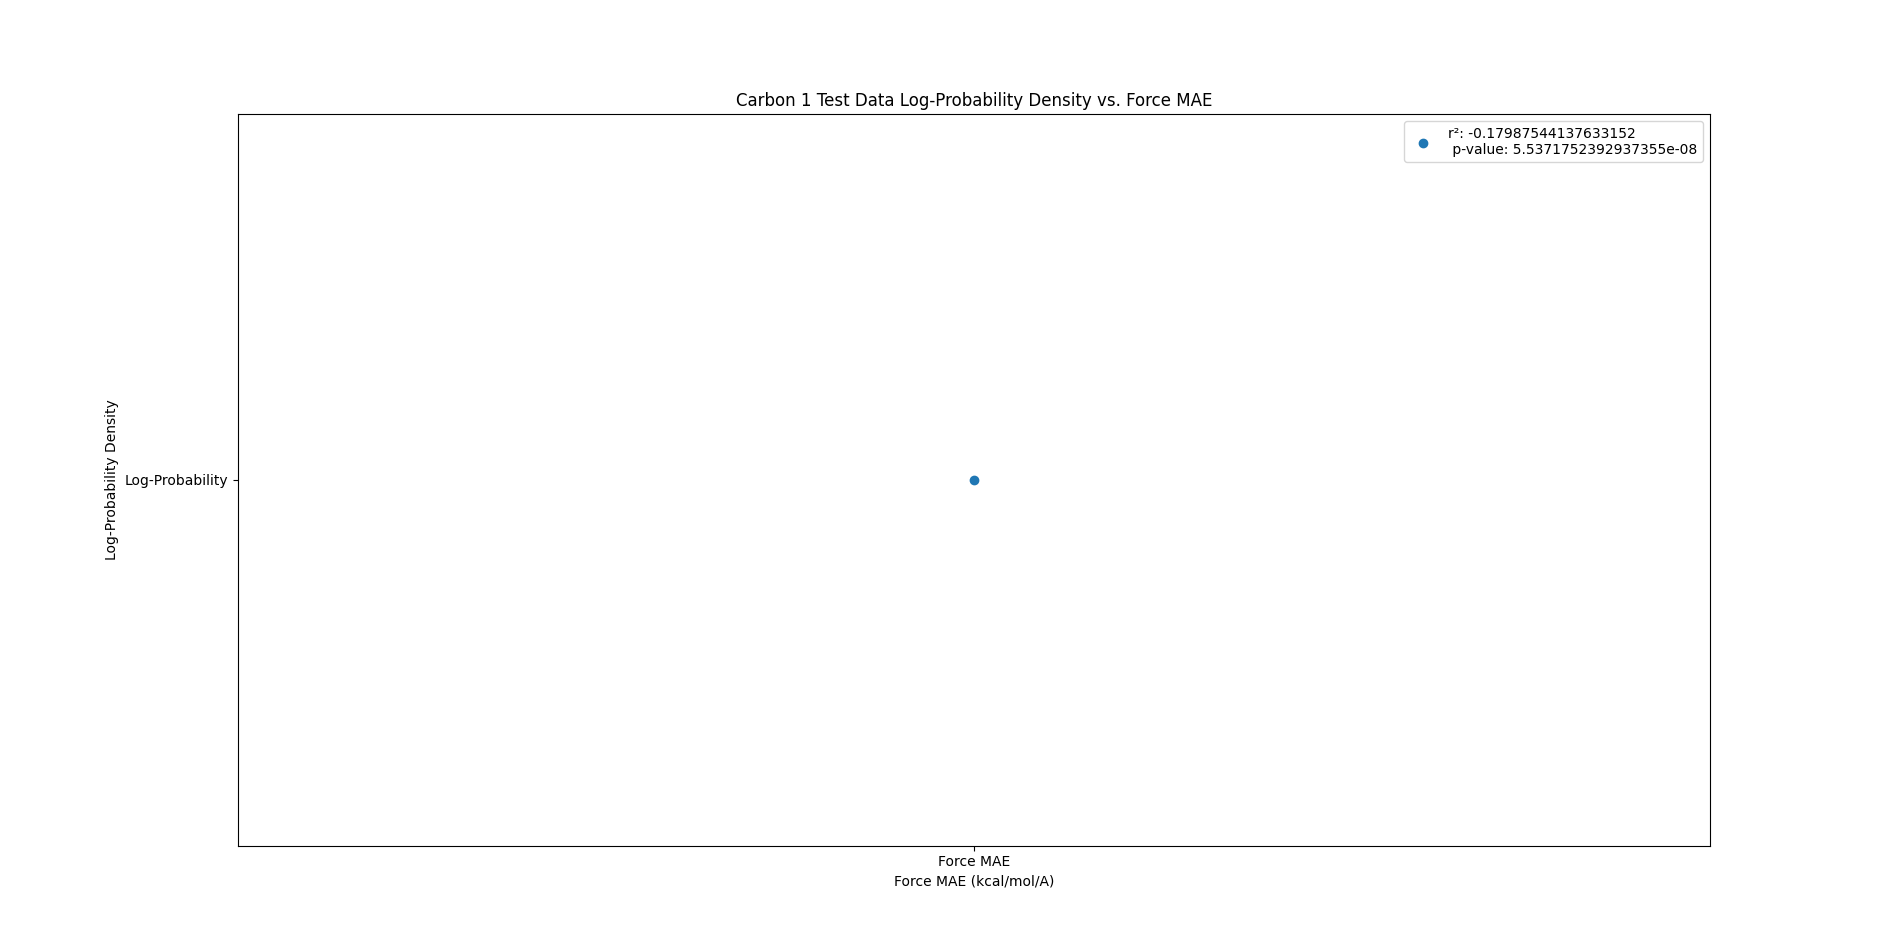 Carbon 1 Test Data Log-Probability Density vs. Force MAE
r²: -0.17987544137633152
p-value: 5.5371752392937355e-08
Log-Probability Density
Log-Probability
Force MAE
Force MAE (kcal/mol/A)